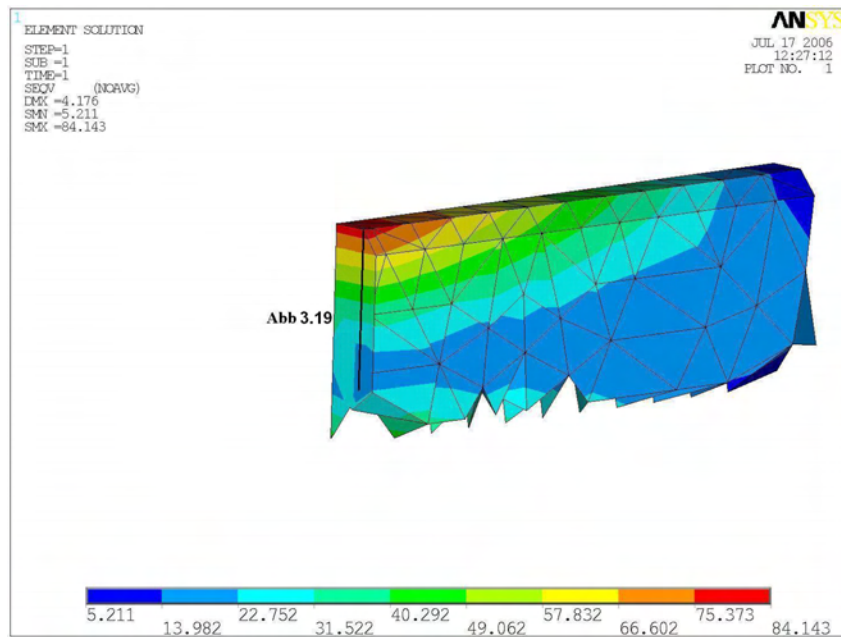 1
ELEMENT SOLUTION
STEP=1
SUB =1
TIME=1
SEQV (NOAVG)
DMX =4.176
SMN =5.211
SMX =84.143
ANSYS
JUL 17 2006
12:27:12
PLOT NO. 1
Abb 3.19
5.211 22.752 40.292 57.832 75.373
13.982 31.522 49.062 66.602 84.143